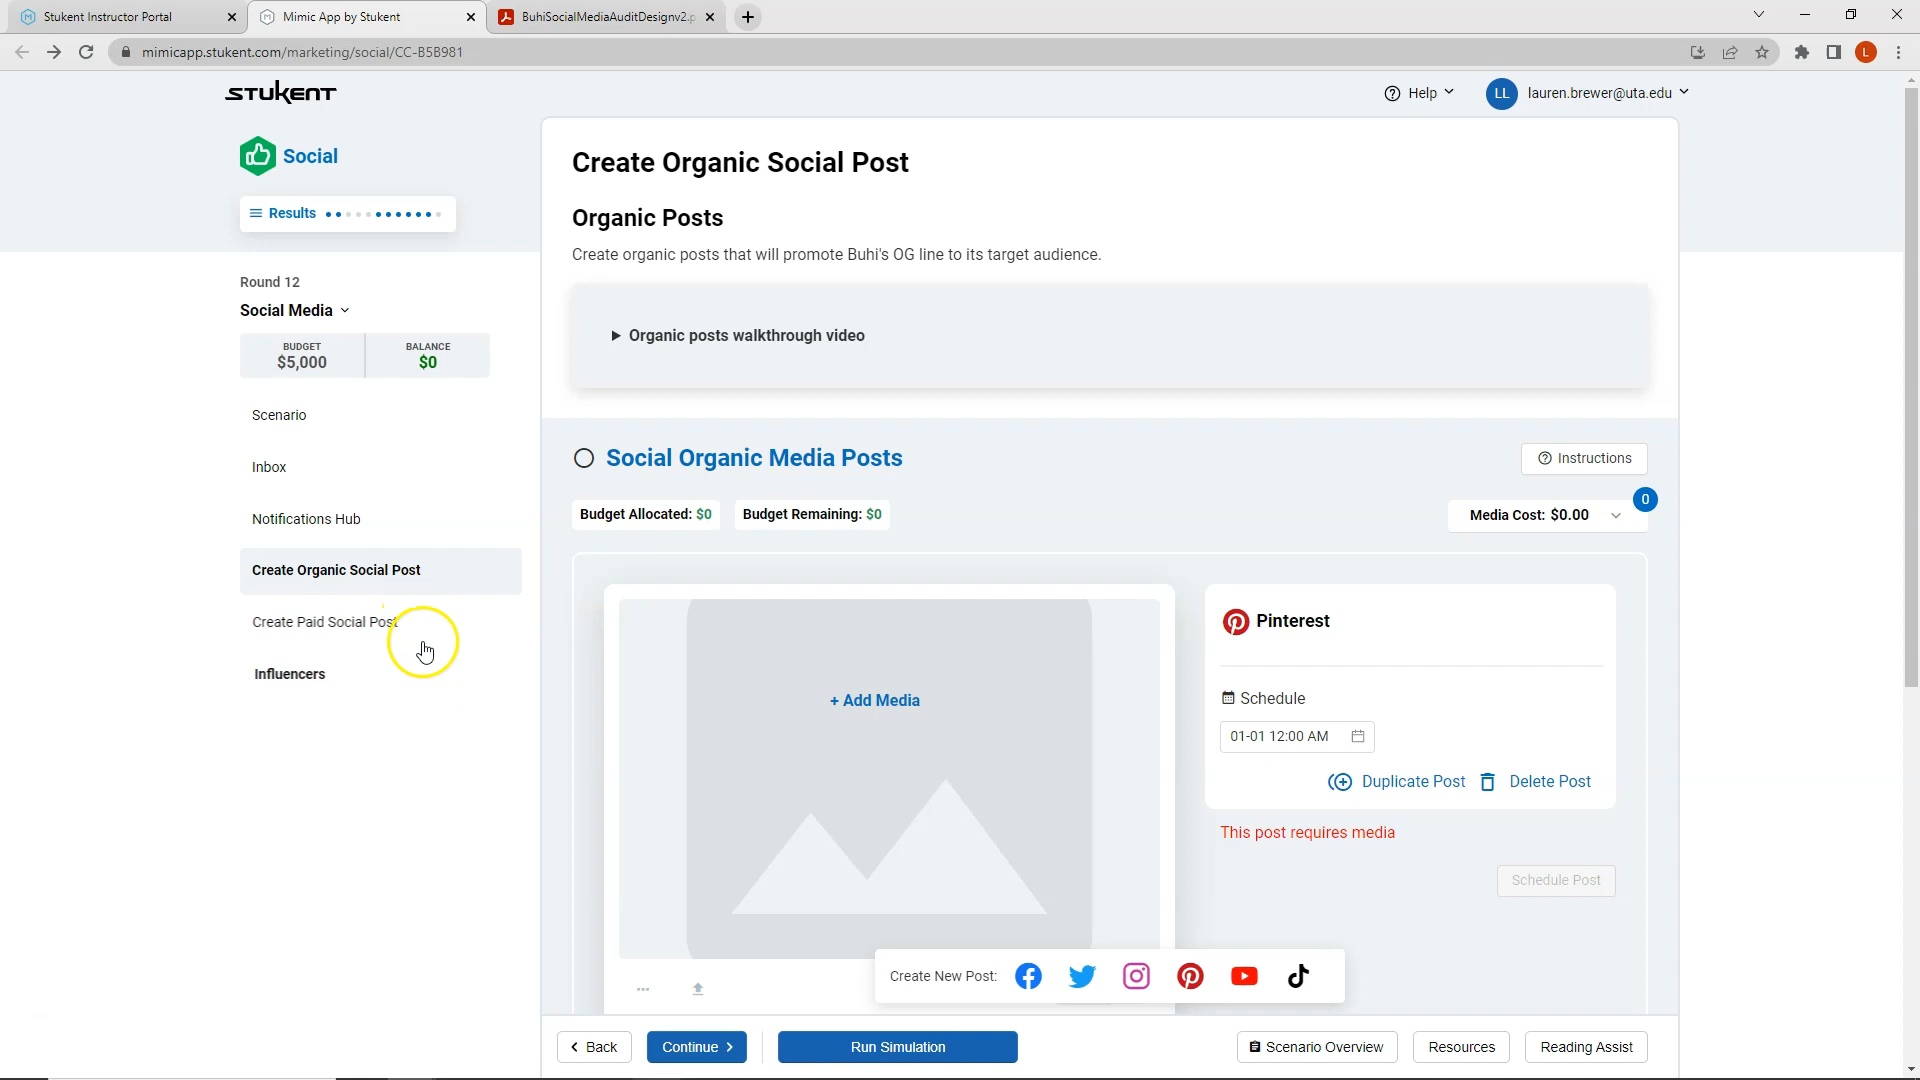 Stukent Instructor Portal
Mimic App by Stukent
BuhiSocialMediaAuditDesignv2.p
mimicapp.stukent.com/marketing/social/CC-B5B981
L
STUKENT
Help
LL
lauren.brewer@uta.edu
Social
Results
Round 12
Social Media
BUDGET
$5,000
BALANCE
$0
Scenario
Inbox
Notifications Hub
Create Organic Social Post
Create Paid Social Post
Influencers
Create Organic Social Post
Organic Posts
Create organic posts that will promote Buhi's OG line to its target audience.
Organic posts walkthrough video
Social Organic Media Posts
Instructions
Budget Allocated: $0
Budget Remaining: $0
Media Cost: $0.00
0
+ Add Media
Pinterest
Schedule
01-01 12:00 AM
Duplicate Post
Delete Post
This post requires media
Schedule Post
Create New Post:
Back
Continue
Run Simulation
Scenario Overview
Resources
Reading Assist